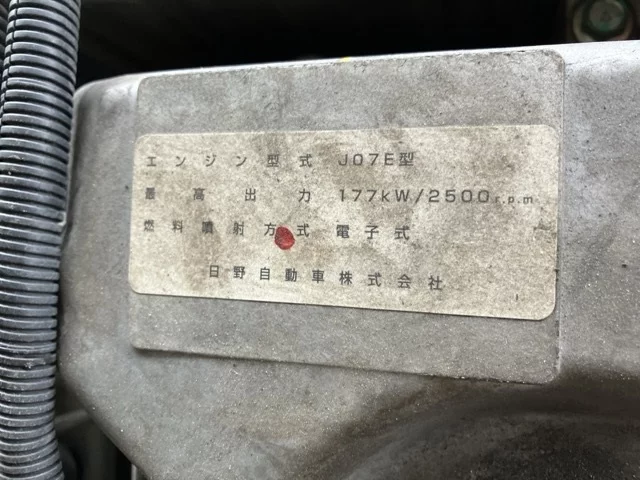 エンジン型式 J07E型
最高出力 177kW/2500r.p.m
燃料噴射方式 電子式
日野自動車株式会社